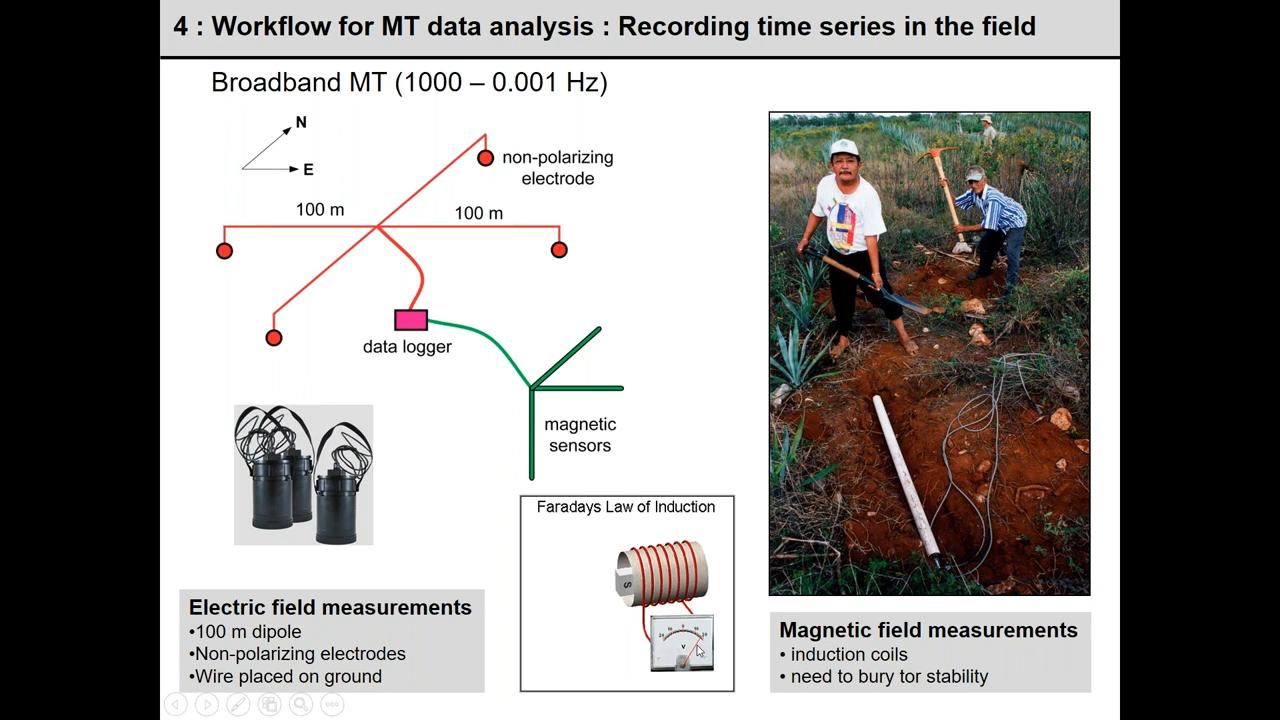 4 : Workflow for MT data analysis : Recording time series in the field
Broadband MT (1000 – 0.001 Hz)
N
E
non-polarizing
electrode
100 m
100 m
data logger
magnetic
sensors
Faradays Law of Induction
S
V
Electric field measurements
•100 m dipole
•Non-polarizing electrodes
•Wire placed on ground
Magnetic field measurements
• induction coils
• need to bury tor stability